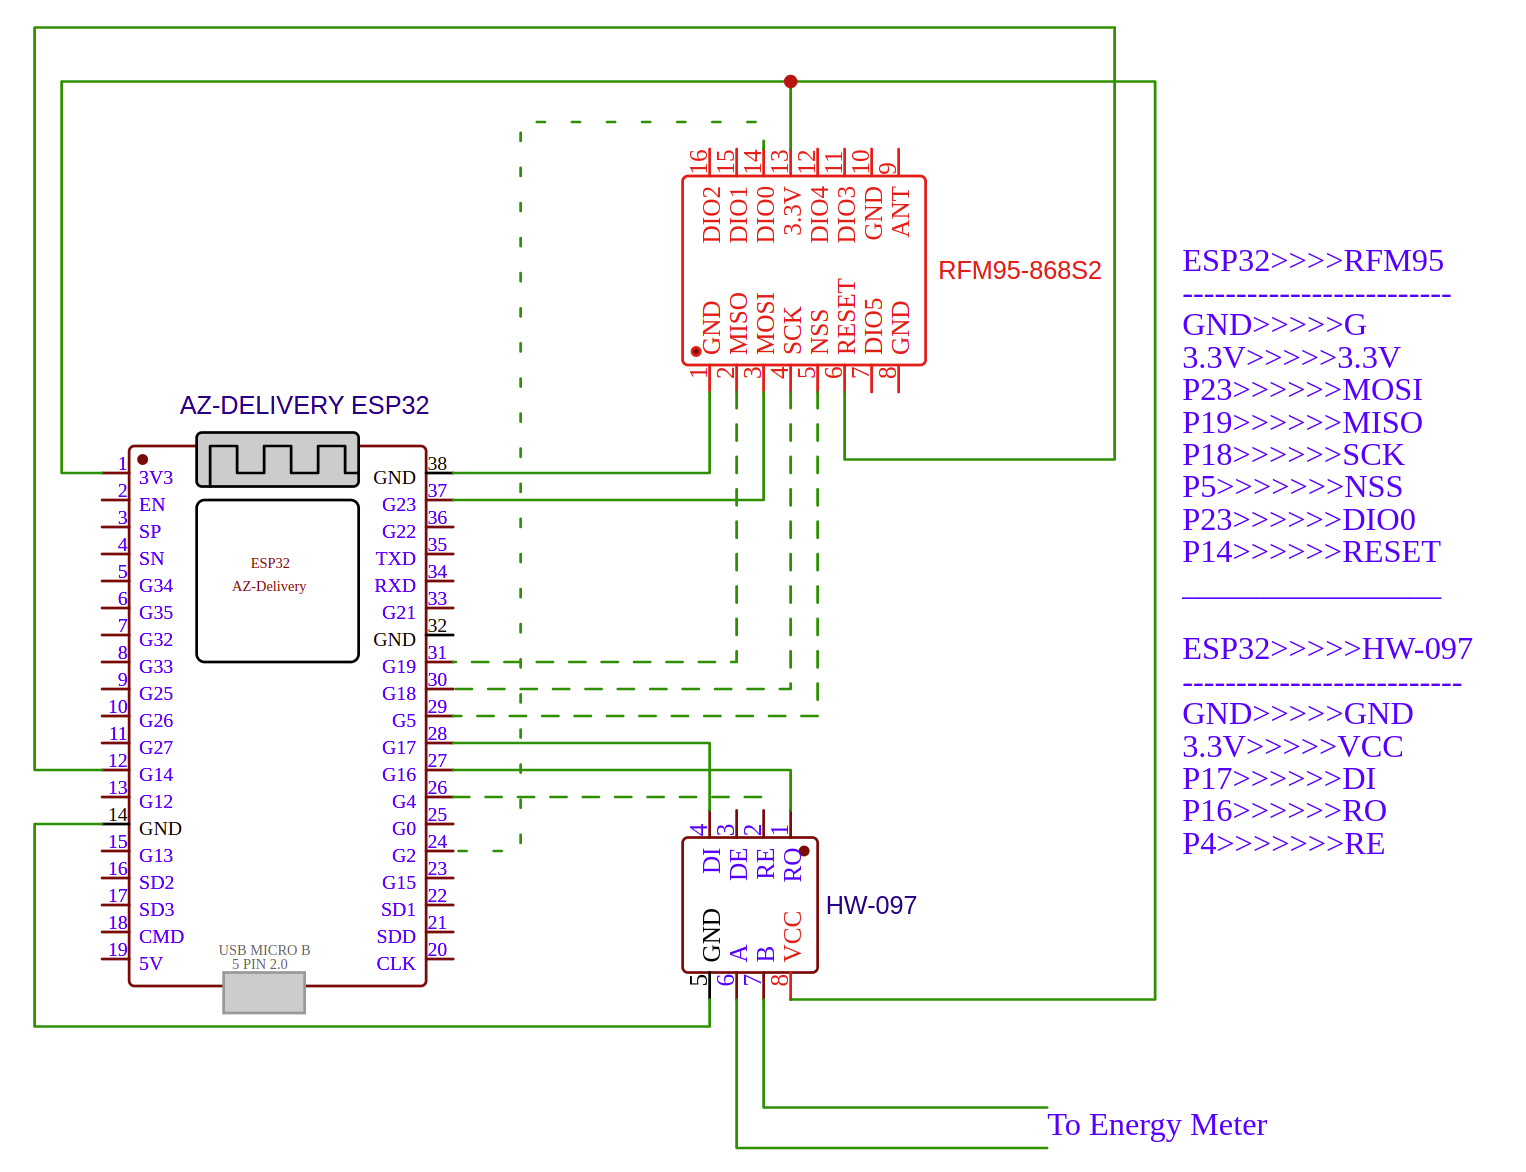 16 15 14 13 12 11 10 9
DIO2 DIO1 DIO0 3.3V DIO4 DIO3 GND ANT
RFM95-868S2
GND MISO MOSI SCK NSS RESET DIO5 GND
1 2 3 4 5 6 7 8
AZ-DELIVERY ESP32
1 3V3 GND 38
2 EN G23 37
3 SP G22 36
4 SN TXD 35
ESP32
5 G34 RXD 34
AZ-Delivery
6 G35 G21 33
7 G32 GND 32
8 G33 G19 31
9 G25 G18 30
10 G26 G5 29
11 G27 G17 28
12 G14 G16 27
13 G12 G4 26
14 GND G0 25
15 G13 G2 24
16 SD2 G15 23
17 SD3 SD1 22
18 CMD SDD 21
19 5V CLK 20
USB MICRO B
5 PIN 2.0
4 3 2 1
DI DE RE RO
HW-097
GND A B VCC
5 6 7 8
To Energy Meter
ESP32>>>>RFM95
-------------------------
GND>>>>>G
3.3V>>>>>3.3V
P23>>>>>>MOSI
P19>>>>>>MISO
P18>>>>>>SCK
P5>>>>>>>NSS
P23>>>>>>DIO0
P14>>>>>>RESET
________________
ESP32>>>>>HW-097
--------------------------
GND>>>>>GND
3.3V>>>>>VCC
P17>>>>>>DI
P16>>>>>>RO
P4>>>>>>>RE